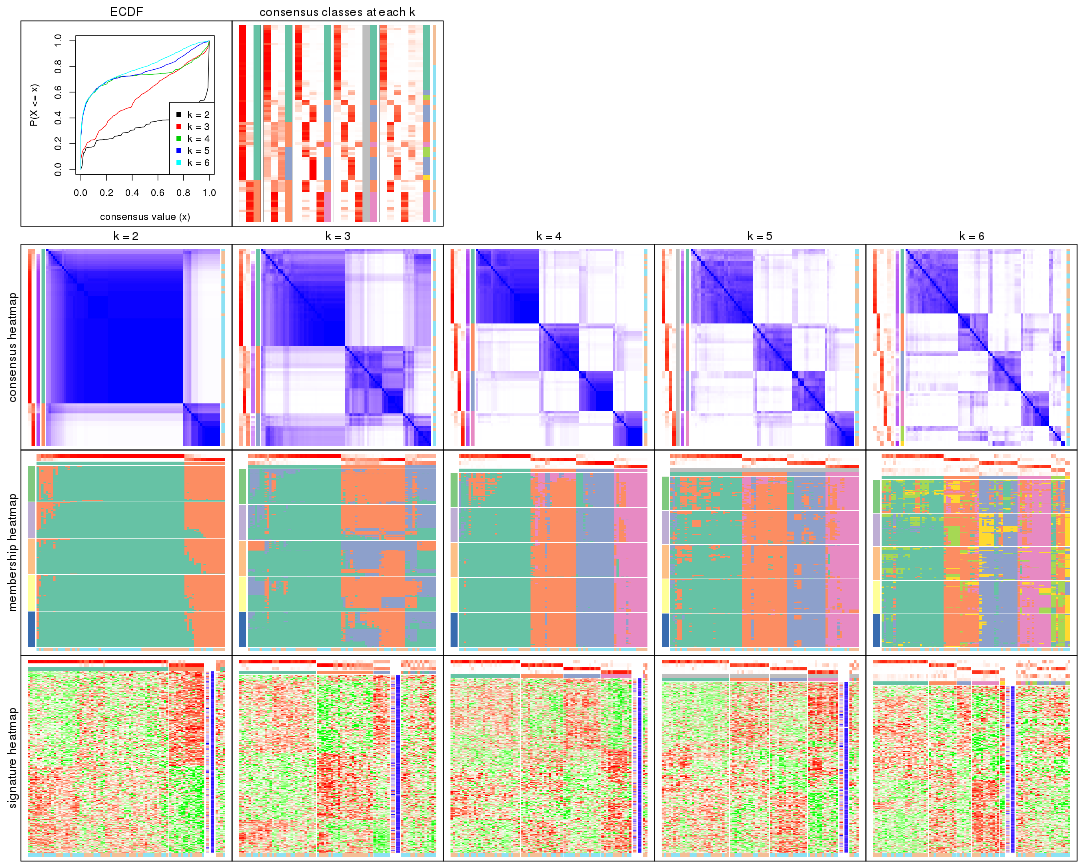 ECDF
consensus classes at each k
P(X <= x)
0.0 0.2 0.4 0.6 0.8 1.0
k = 2
k = 3
k = 4
k = 5
k = 6
0.0 0.2 0.4 0.6 0.8 1.0
consensus value (x)
k = 2 k = 3 k = 4 k = 5 k = 6
consensus heatmap
membership heatmap
signature heatmap